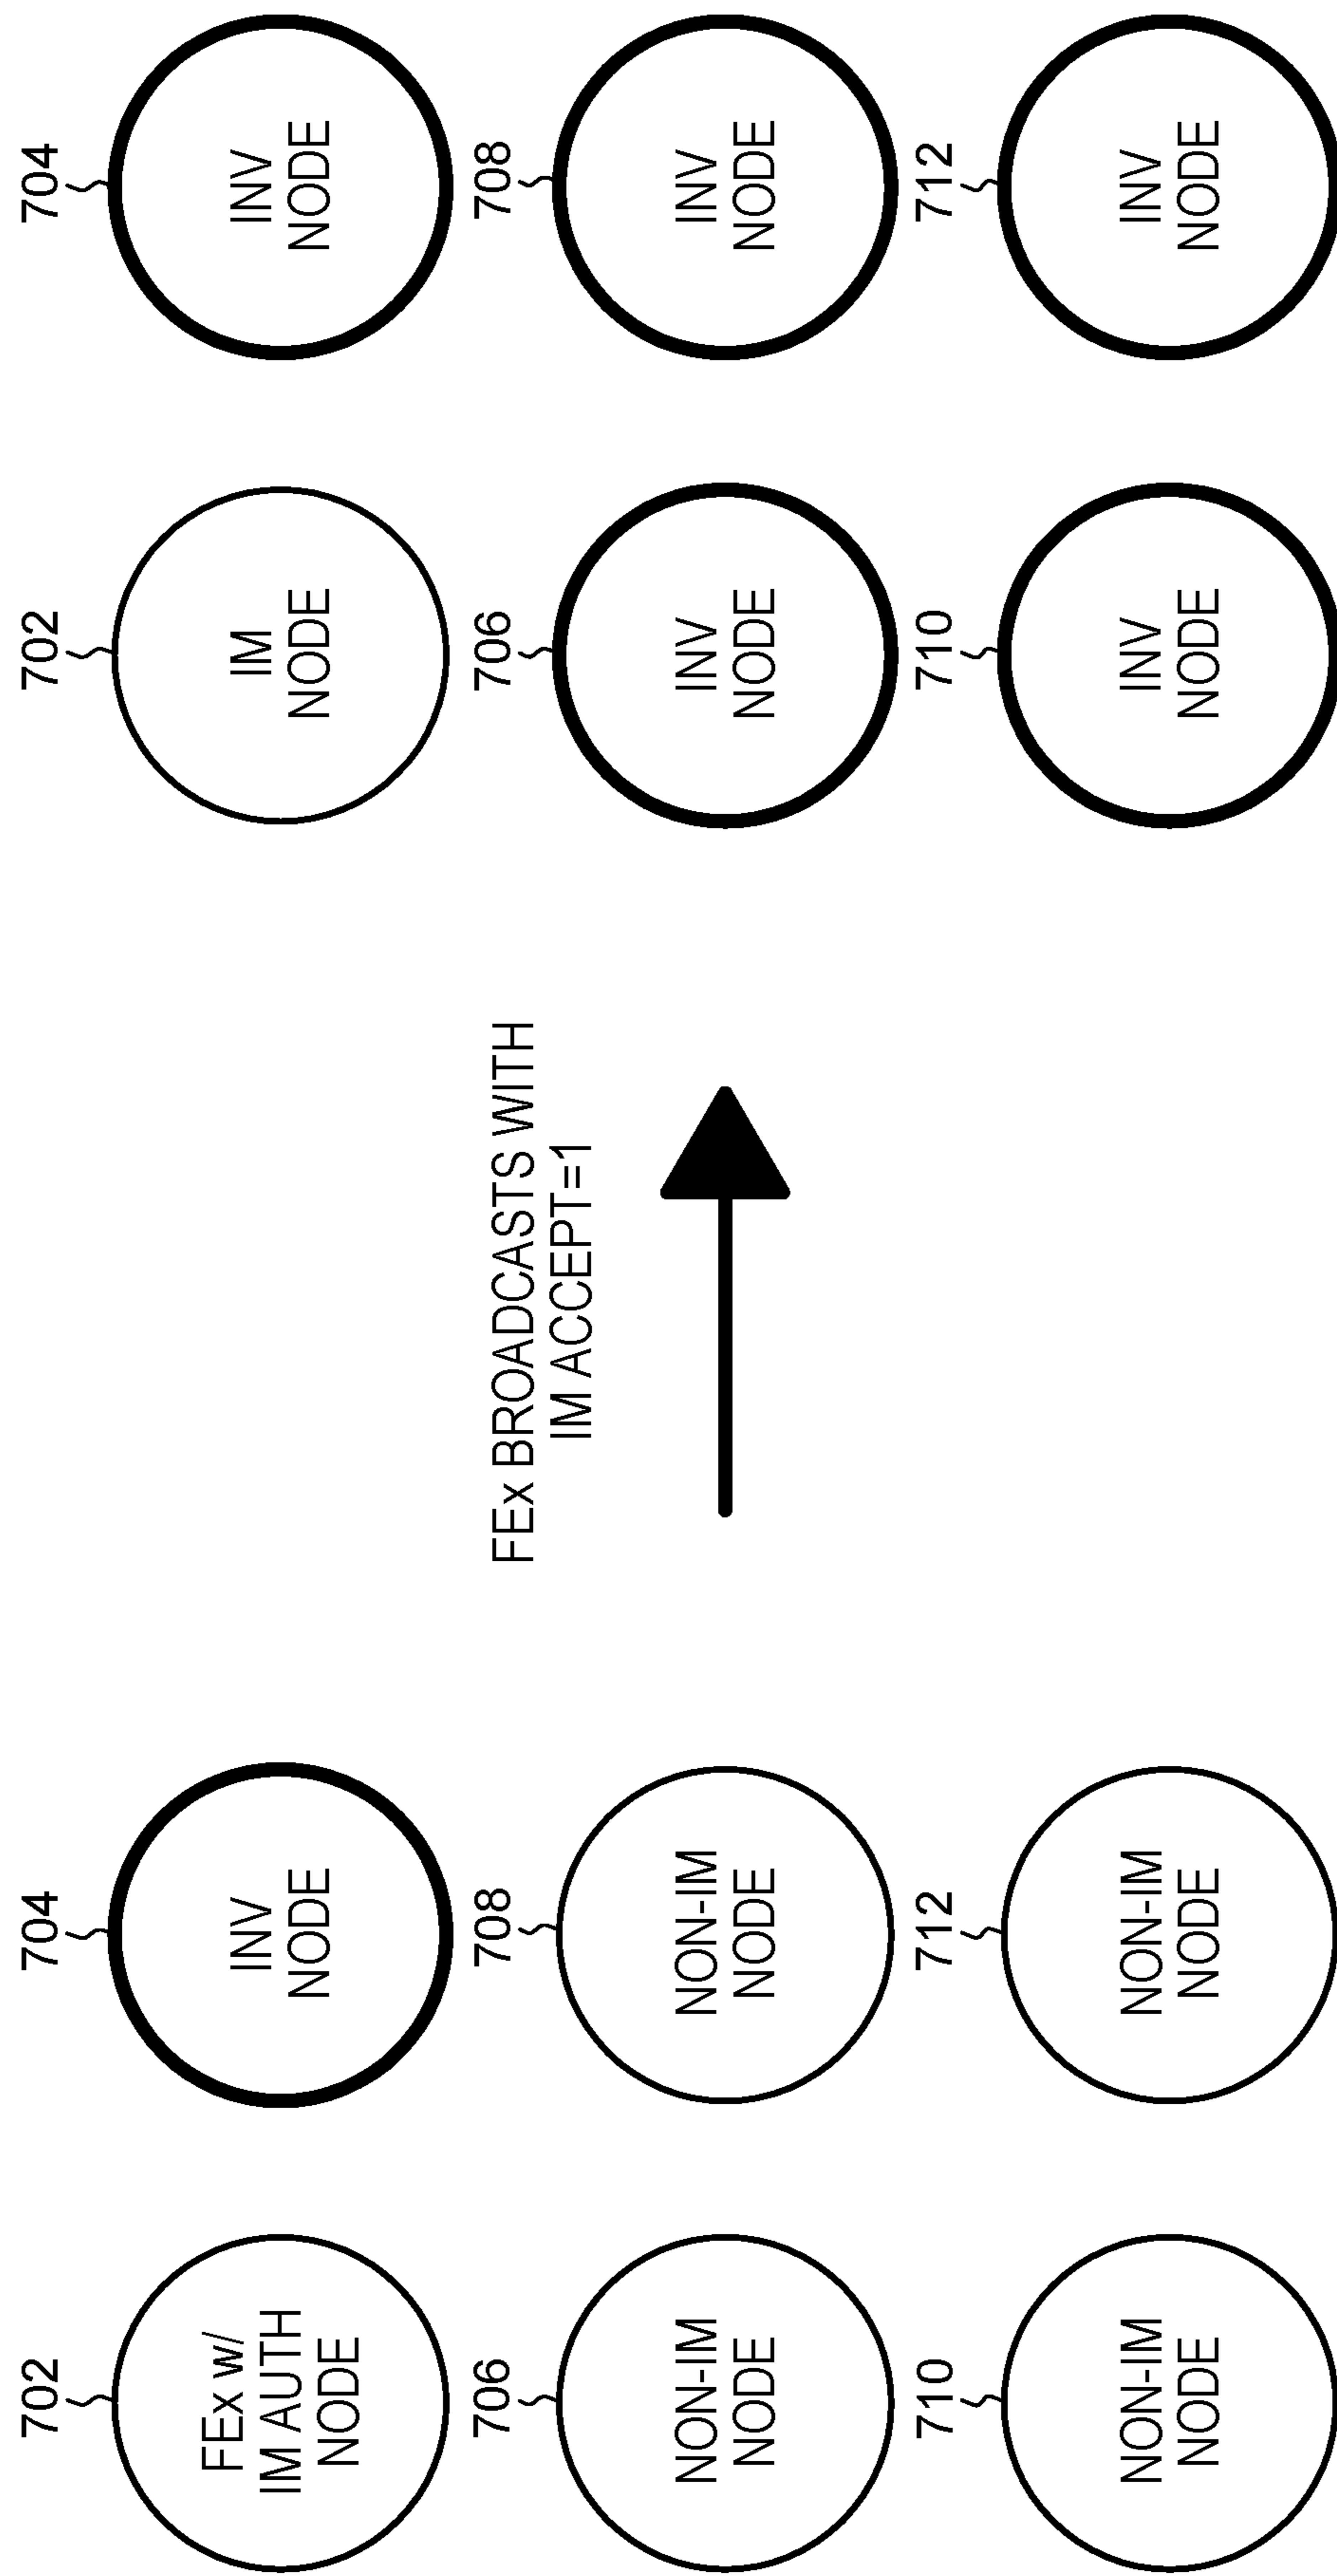 702
704
FEx w/
IM AUTH
NODE
INV
NODE
706
708
NON-IM
NODE
NON-IM
NODE
710
712
NON-IM
NODE
NON-IM
NODE
FEx BROADCASTS WITH
IM ACCEPT=1
702
704
IM
NODE
INV
NODE
706
708
INV
NODE
INV
NODE
710
712
INV
NODE
INV
NODE